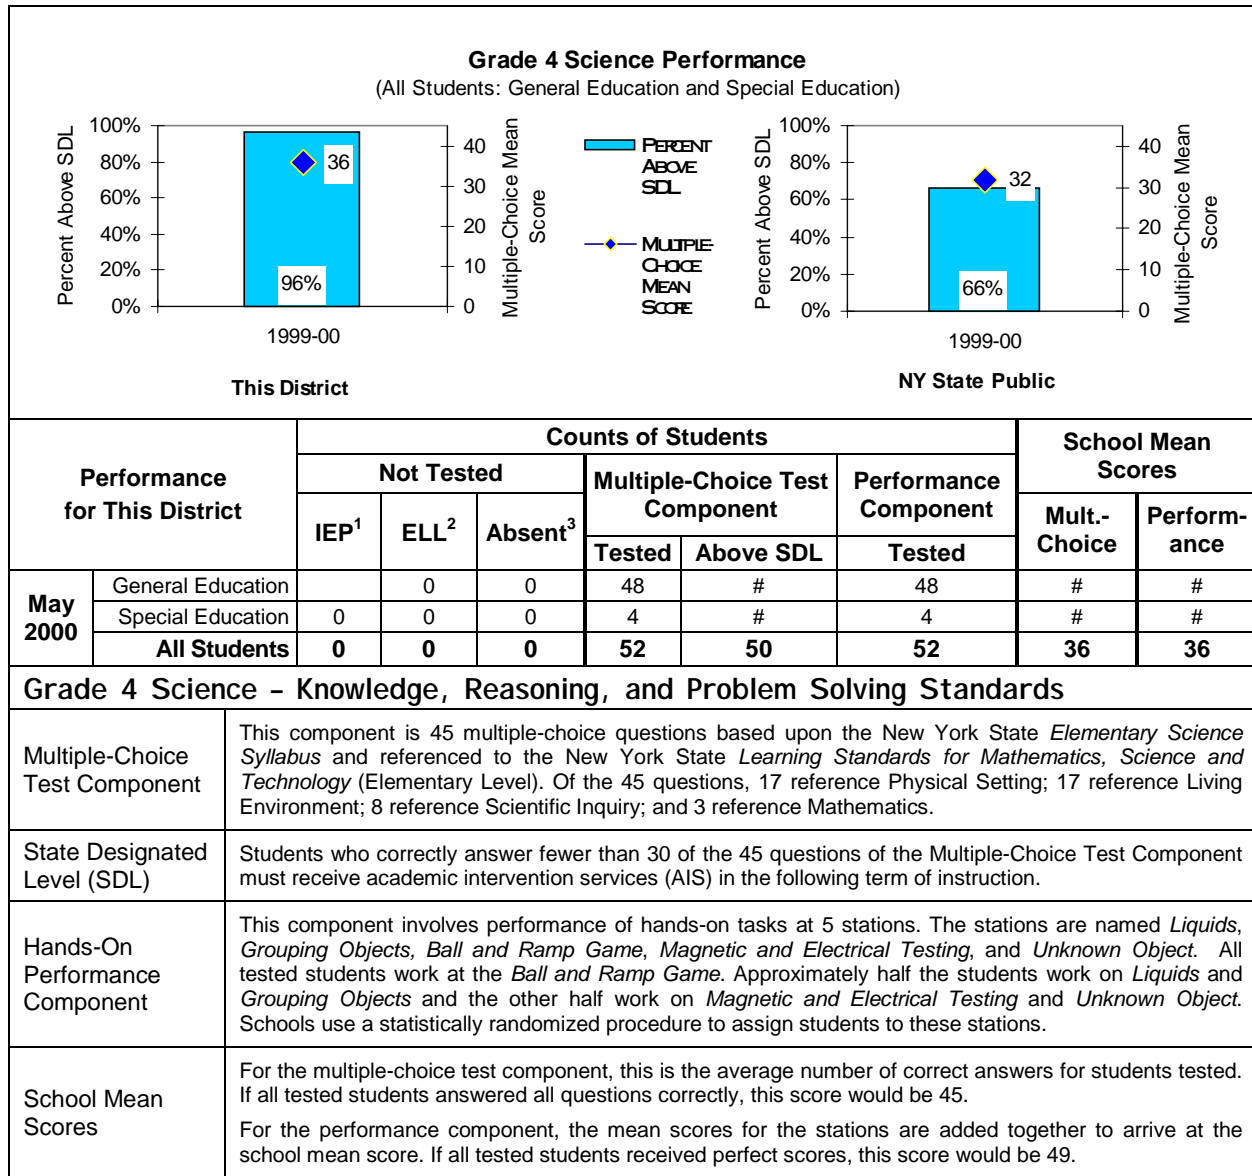 Grade 4 Science Performance
(All Students: General Education and Special Education)
Percent Above SDL
100%
80%
60%
40%
20%
0%
36
96%
1999-00
40
30
20
10
0
Multiple-Choice Mean Score
This District
PERCENT
ABOVE
SDL
MULTIPLE-
CHOICE
MEAN
SCORE
Percent Above SDL
100%
80%
60%
40%
20%
0%
32
66%
1999-00
40
30
20
10
0
Multiple-Choice Mean Score
NY State Public
Performance
for This District
Counts of Students
School Mean
Scores
Not Tested
Multiple-Choice Test
Component
Performance
Component
IEP1 ELL2 Absent3
Tested Above SDL Tested
Mult.-
Choice
Perform-
ance
May
2000
General Education 0 0 48 # 48 # #
Special Education 0 0 0 4 # 4 # #
All Students 0 0 0 52 50 52 36 36
Grade 4 Science – Knowledge, Reasoning, and Problem Solving Standards
Multiple-Choice
Test Component
This component is 45 multiple-choice questions based upon the New York State Elementary Science
Syllabus and referenced to the New York State Learning Standards for Mathematics, Science and
Technology (Elementary Level). Of the 45 questions, 17 reference Physical Setting; 17 reference Living
Environment; 8 reference Scientific Inquiry; and 3 reference Mathematics.
State Designated
Level (SDL)
Students who correctly answer fewer than 30 of the 45 questions of the Multiple-Choice Test Component
must receive academic intervention services (AIS) in the following term of instruction.
Hands-On
Performance
Component
This component involves performance of hands-on tasks at 5 stations. The stations are named Liquids,
Grouping Objects, Ball and Ramp Game, Magnetic and Electrical Testing, and Unknown Object. All
tested students work at the Ball and Ramp Game. Approximately half the students work on Liquids and
Grouping Objects and the other half work on Magnetic and Electrical Testing and Unknown Object.
Schools use a statistically randomized procedure to assign students to these stations.
School Mean
Scores
For the multiple-choice test component, this is the average number of correct answers for students tested.
If all tested students answered all questions correctly, this score would be 45.
For the performance component, the mean scores for the stations are added together to arrive at the
school mean score. If all tested students received perfect scores, this score would be 49.